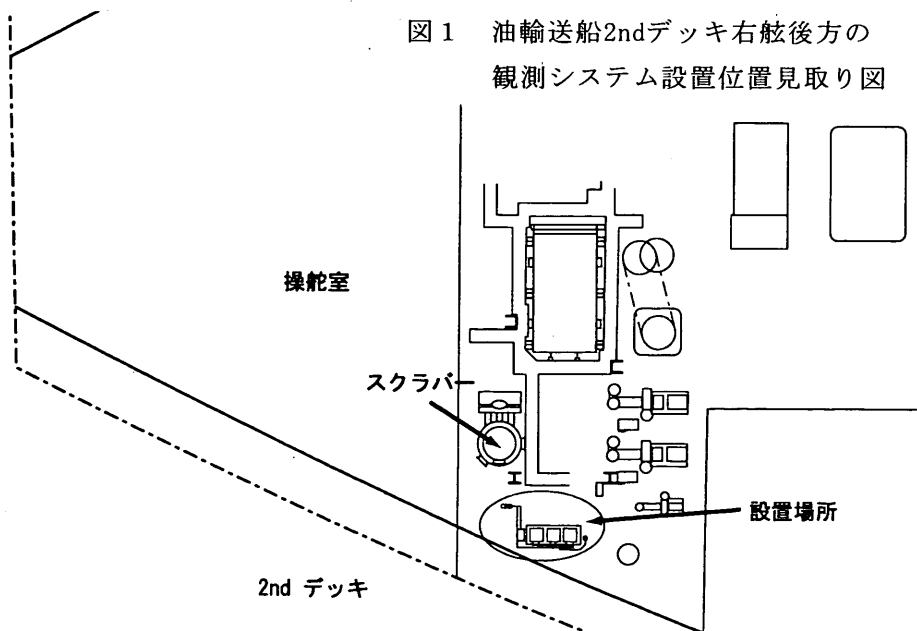 図1 油輸送船2ndデッキ右舷後方の
観測システム設置位置見取り図
操舵室
スクラバー
設置場所
2nd デッキ